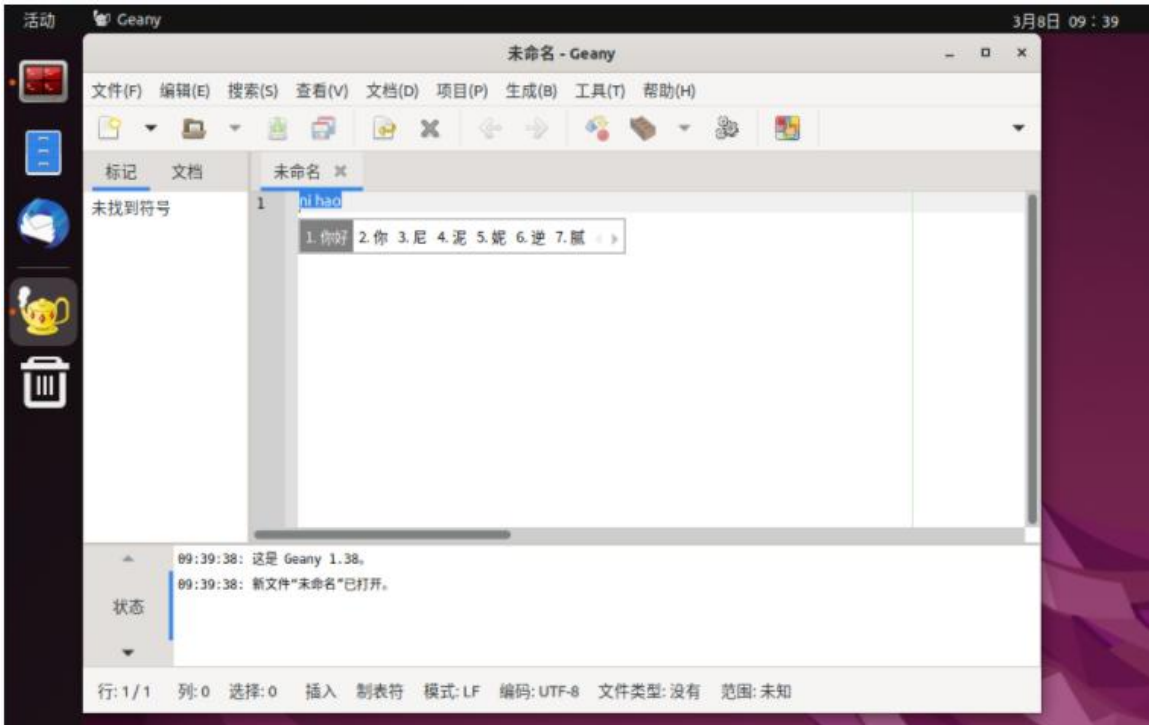 活动 Geany 3月8日 09：39
未命名 - Geany
文件(F) 编辑(E) 搜索(S) 查看(V) 文档(D) 项目(P) 生成(B) 工具(T) 帮助(H)
标记 文档 未命名
未找到符号
1 ni hao
1. 你好 2. 你 3. 尼 4. 泥 5. 妮 6. 逆 7. 腻
09:39:38: 这是 Geany 1.38。
09:39:38: 新文件“未命名”已打开。
状态
行: 1 / 1 列: 0 选择: 0 插入 制表符 模式: LF 编码: UTF-8 文件类型: 没有 范围: 未知